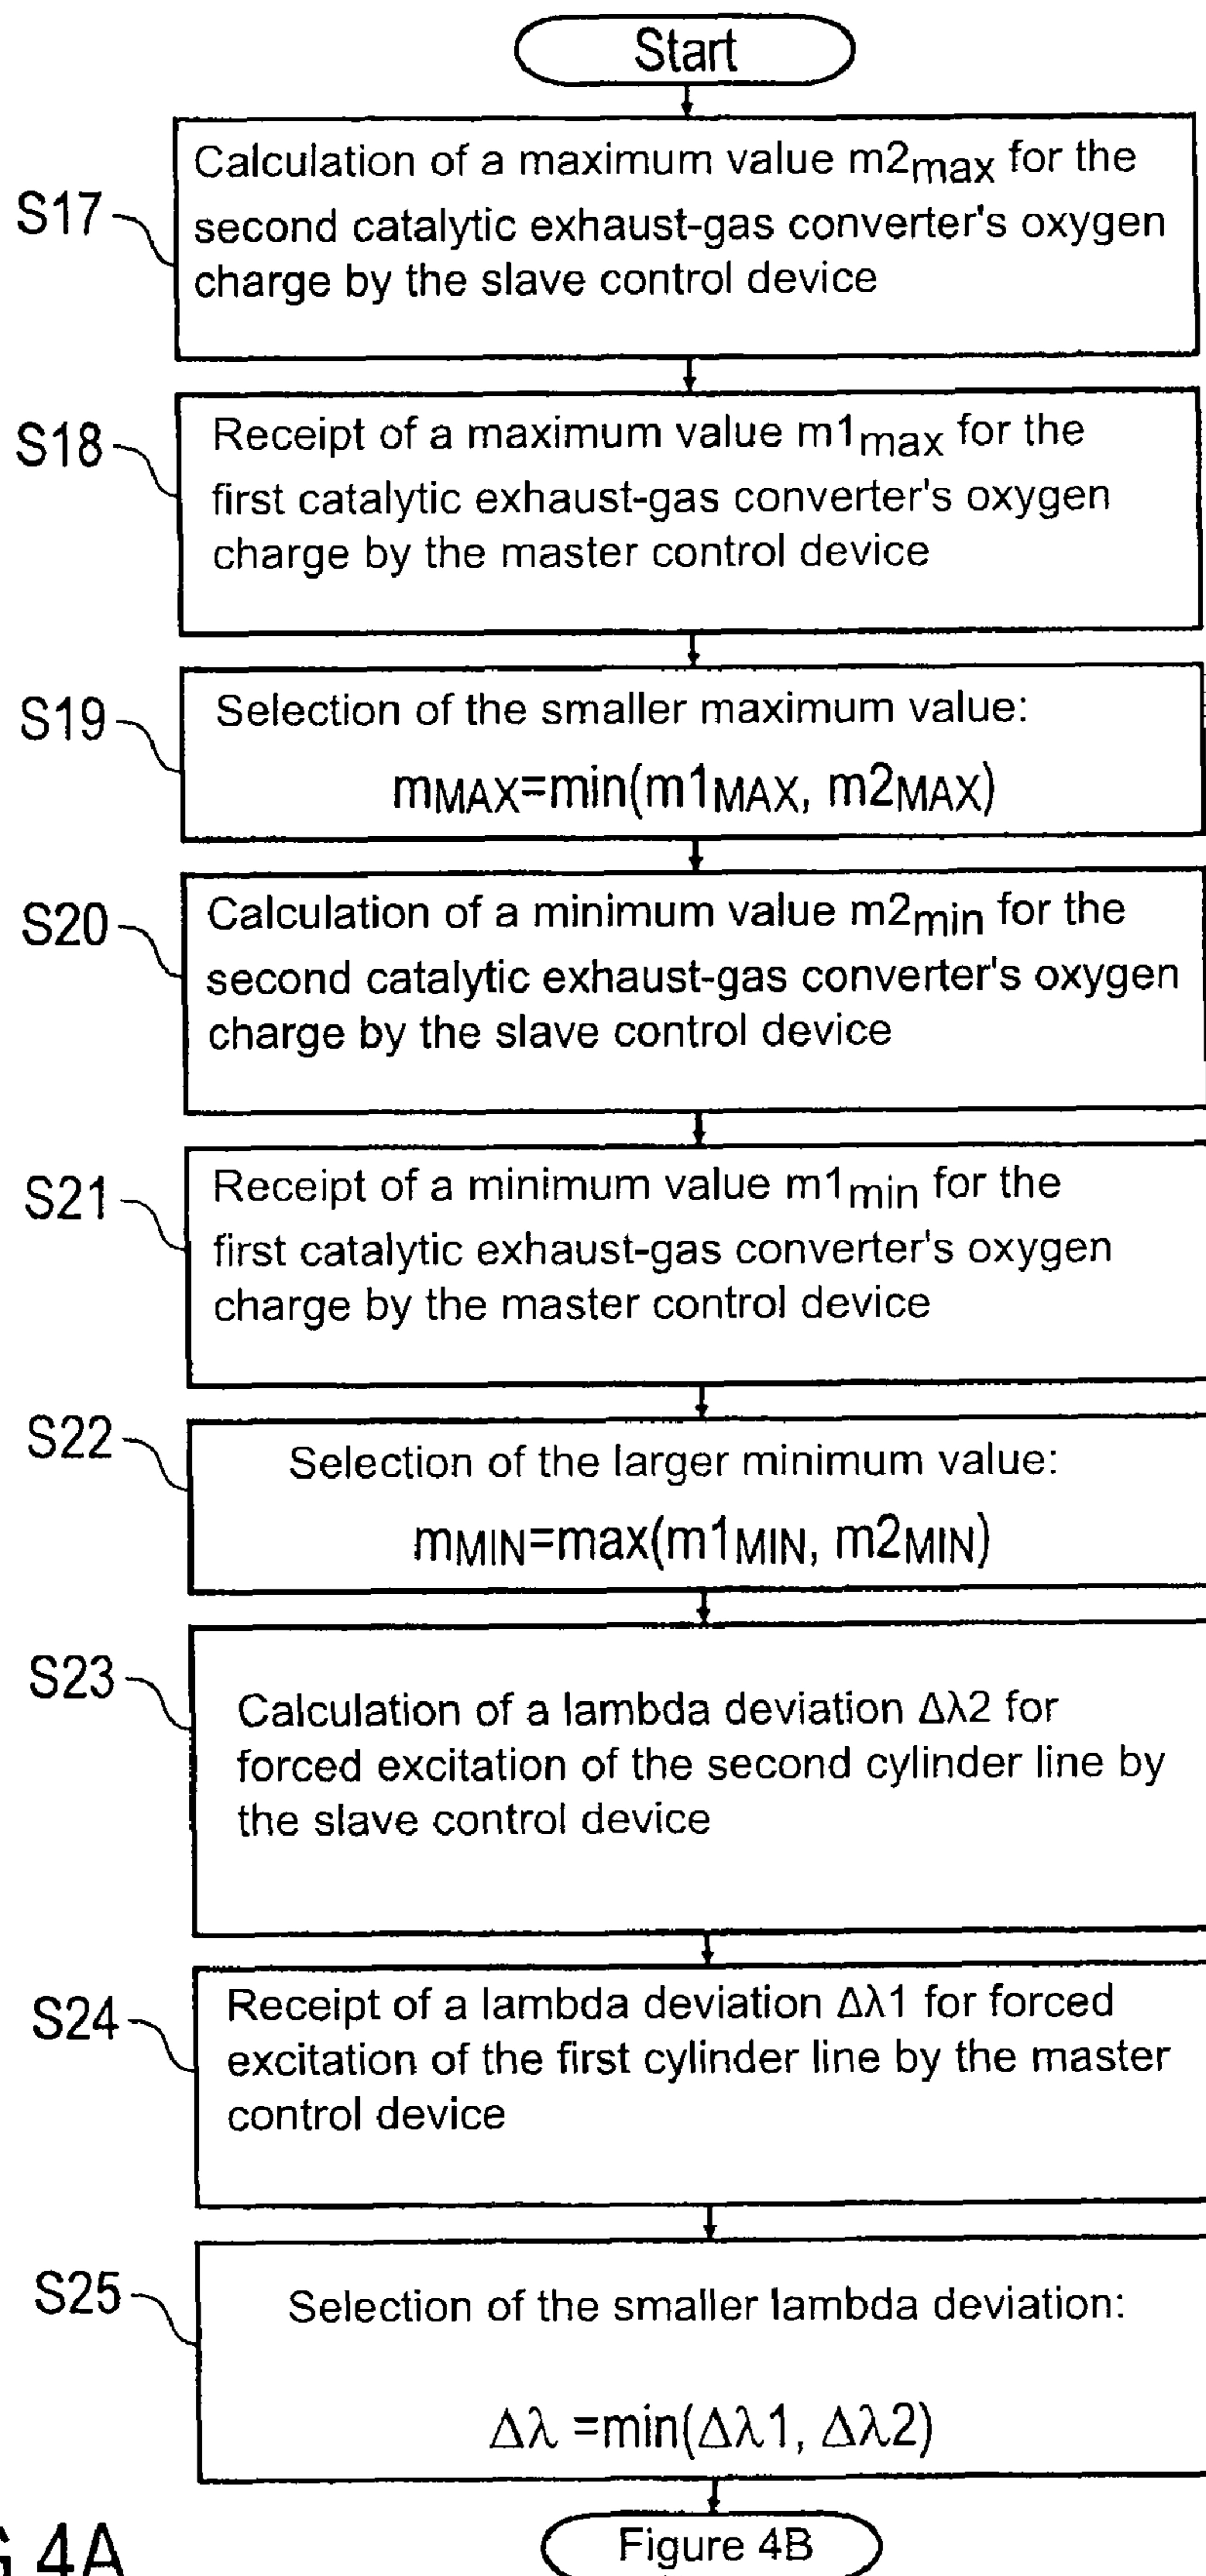 Start
S17
Calculation of a maximum value m2max for the
second catalytic exhaust-gas converter's oxygen
charge by the slave control device
S18
Receipt of a maximum value m1max for the
first catalytic exhaust-gas converter's oxygen
charge by the master control device
S19
Selection of the smaller maximum value:
mMAX=min(m1MAX, m2MAX)
S20
Calculation of a minimum value m2min for the
second catalytic exhaust-gas converter's oxygen
charge by the slave control device
S21
Receipt of a minimum value m1min for the
first catalytic exhaust-gas converter's oxygen
charge by the master control device
S22
Selection of the larger minimum value:
mMIN=max(m1MIN, m2MIN)
S23
Calculation of a lambda deviation Δλ2 for
forced excitation of the second cylinder line by
the slave control device
S24
Receipt of a lambda deviation Δλ1 for forced
excitation of the first cylinder line by the master
control device
S25
Selection of the smaller lambda deviation:
Δλ =min(Δλ1, Δλ2)
Figure 4B
G 4A